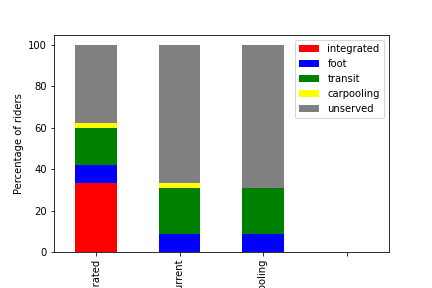 100
80
60
40
20
0
Percentage of riders
integrated
foot
transit
carpooling
unserved
rated
urrent
ooling